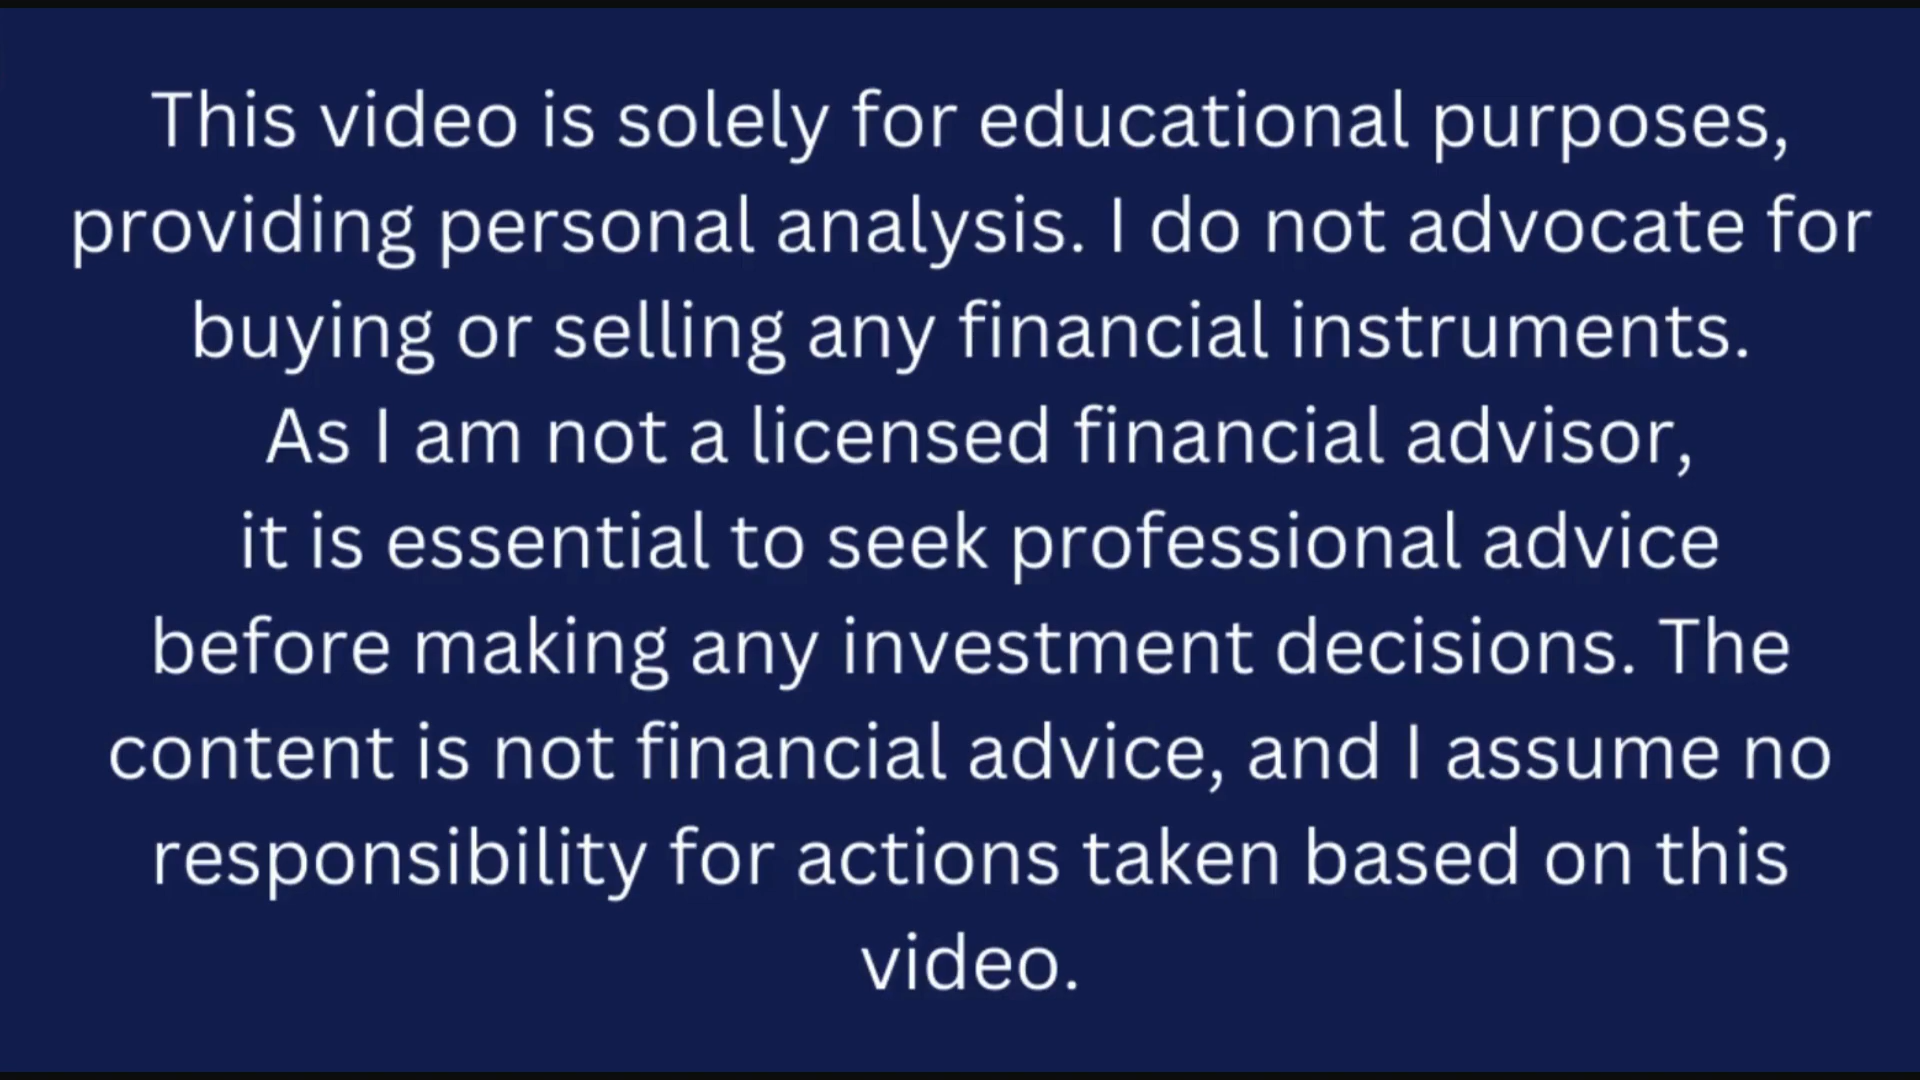 This video is solely for educational purposes,
providing personal analysis. I do not advocate for
buying or selling any financial instruments.
As I am not a licensed financial advisor,
it is essential to seek professional advice
before making any investment decisions. The
content is not financial advice, and I assume no
responsibility for actions taken based on this
video.